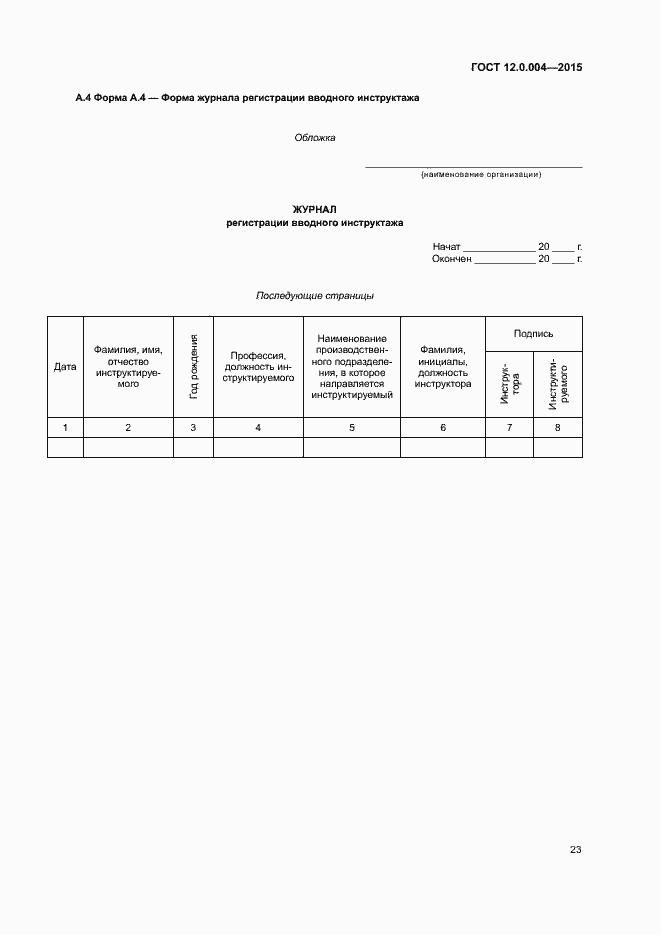 ГОСТ 12.0.004—2015
А.4 Форма А.4 — Форма журнала регистрации вводного инструктажа
Обложка
(наименование организации)
ЖУРНАЛ
регистрации вводного инструктажа
Начат _____________ 20 ____ г.
Окончен ___________ 20 ____ г.
Последующие страницы
Дата
Фамилия, имя,
отчество
инструктируе-
мого
Год рождения
Профессия,
должность ин-
структируемого
Наименование
производствен-
ного подразделе-
ния, в которое
направляется
инструктируемый
Фамилия,
инициалы,
должность
инструктора
Подпись
Инструк-
тора
Инструкти-
руемого
1 2 3 4 5 6 7 8
23